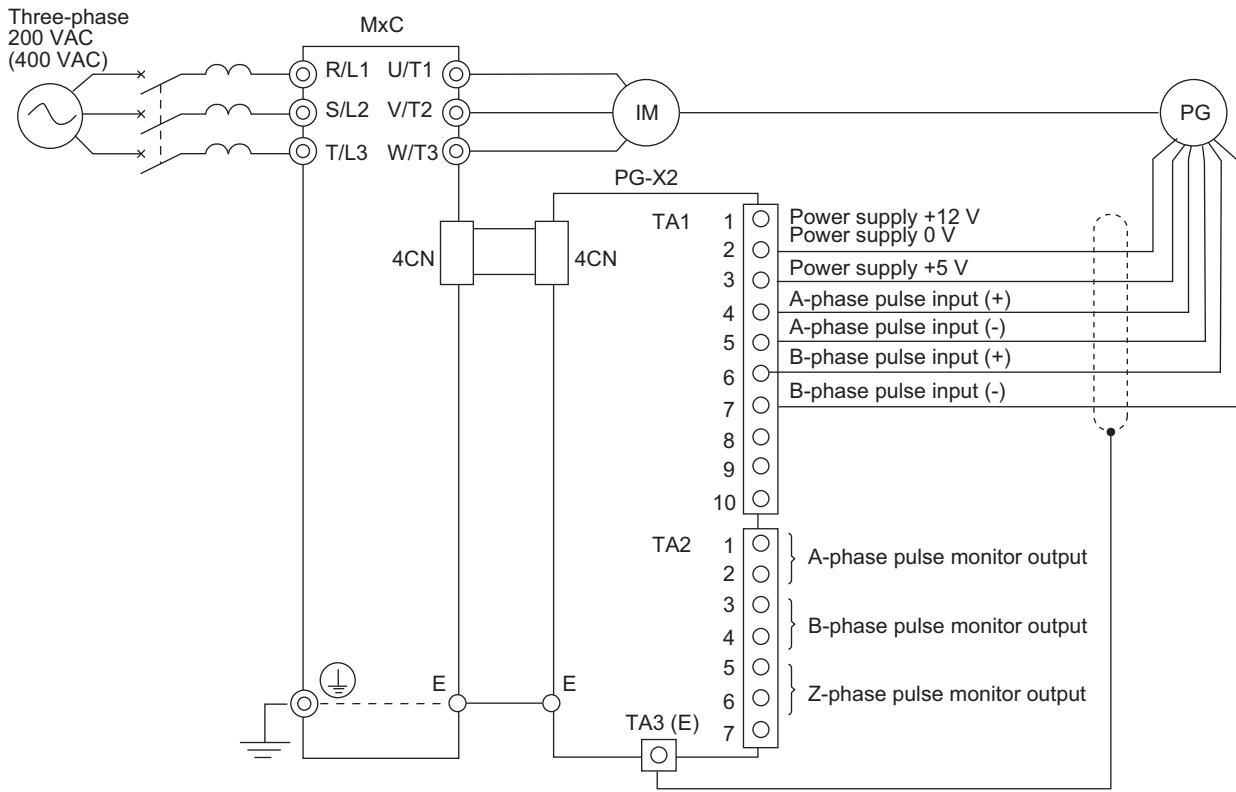 Three-phase
200 VAC
(400 VAC)
MxC
R/L1 U/T1
S/L2 V/T2
T/L3 W/T3
IM
PG
PG-X2
4CN
4CN
TA1
1 Power supply +12 V
2 Power supply 0 V
3 Power supply +5 V
4 A-phase pulse input (+)
5 A-phase pulse input (-)
6 B-phase pulse input (+)
7 B-phase pulse input (-)
8
9
10
TA2
1
2
A-phase pulse monitor output
3
4
B-phase pulse monitor output
5
6
Z-phase pulse monitor output
7
E
E
TA3 (E)